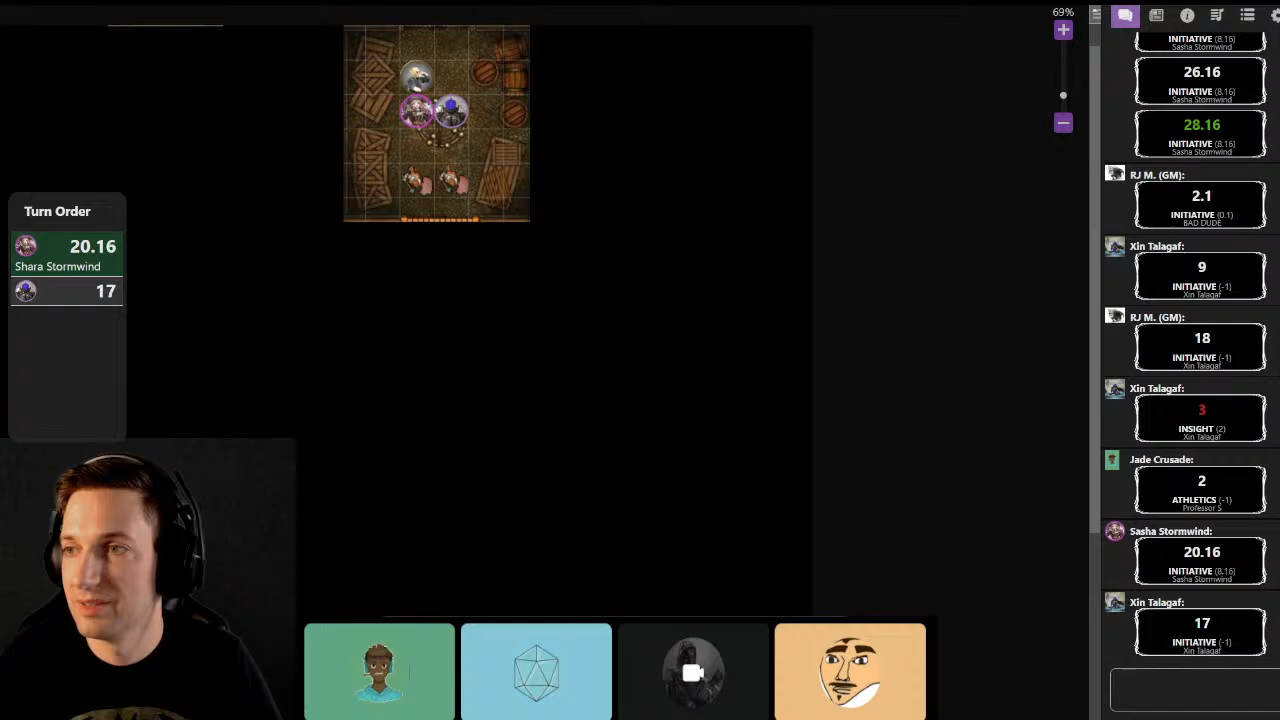 69%
Turn Order
20.16
Shara Stormwind
17
INITIATIVE (8.16)
Sasha Stormwind
26.16
INITIATIVE (8.16)
Sasha Stormwind
28.16
INITIATIVE (8.16)
Sasha Stormwind
RJ M. (GM):
2.1
INITIATIVE (0.1)
BAD DUDE
Xin Talagaf:
9
INITIATIVE (-1)
Xin Talagaf
RJ M. (GM):
18
INITIATIVE (-1)
Xin Talagaf
Xin Talagaf:
3
INSIGHT (2)
Xin Talagaf
Jade Crusade:
2
ATHLETICS (-1)
Professor S
Sasha Stormwind:
20.16
INITIATIVE (8.16)
Sasha Stormwind
Xin Talagaf:
17
INITIATIVE (-1)
Xin Talagaf